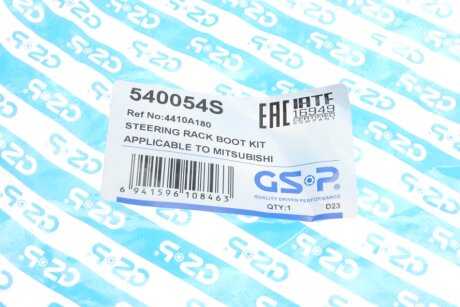 540054S
Ref No:4410A180
STEERING RACK BOOT KIT
APPLICABLE TO MITSUBISHI
6 941596 108463
EAC
IATF
16949
CERTIFIED
COMPANY
GSP
QUALITY DRIVEN PERFORMANCE
QTY:1 D23